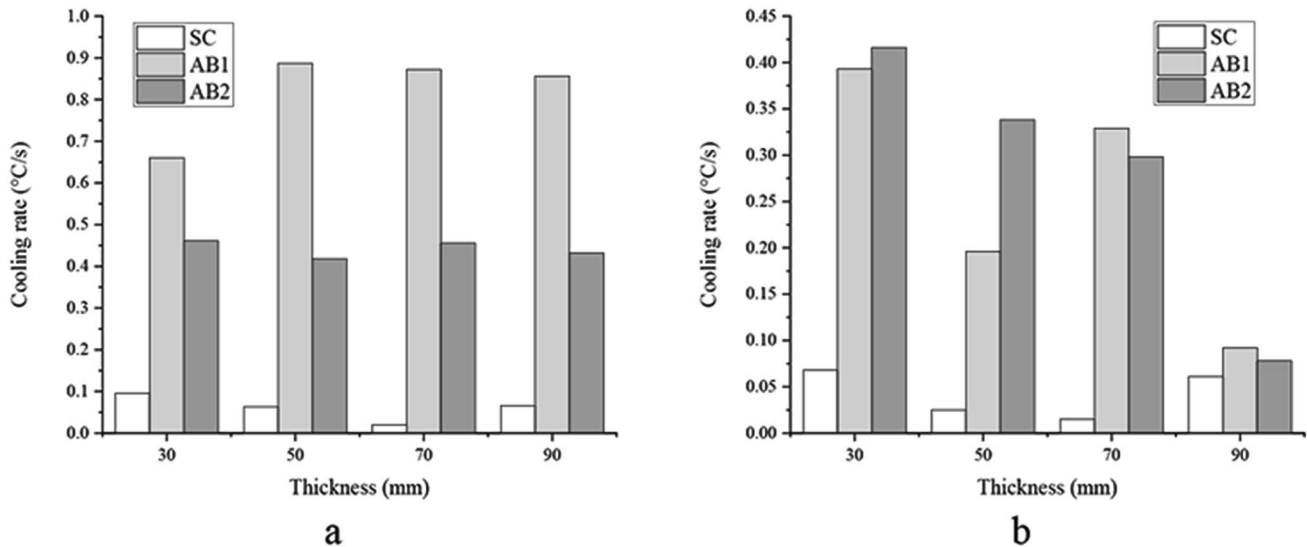 Cooling rate (°C/s)
1.0
0.9
0.8
0.7
0.6
0.5
0.4
0.3
0.2
0.1
0.0
SC
AB1
AB2
30 50 70 90
Thickness (mm)
a
Cooling rate (°C/s)
0.45
0.40
0.35
0.30
0.25
0.20
0.15
0.10
0.05
0.00
SC
AB1
AB2
30 50 70 90
Thickness (mm)
b